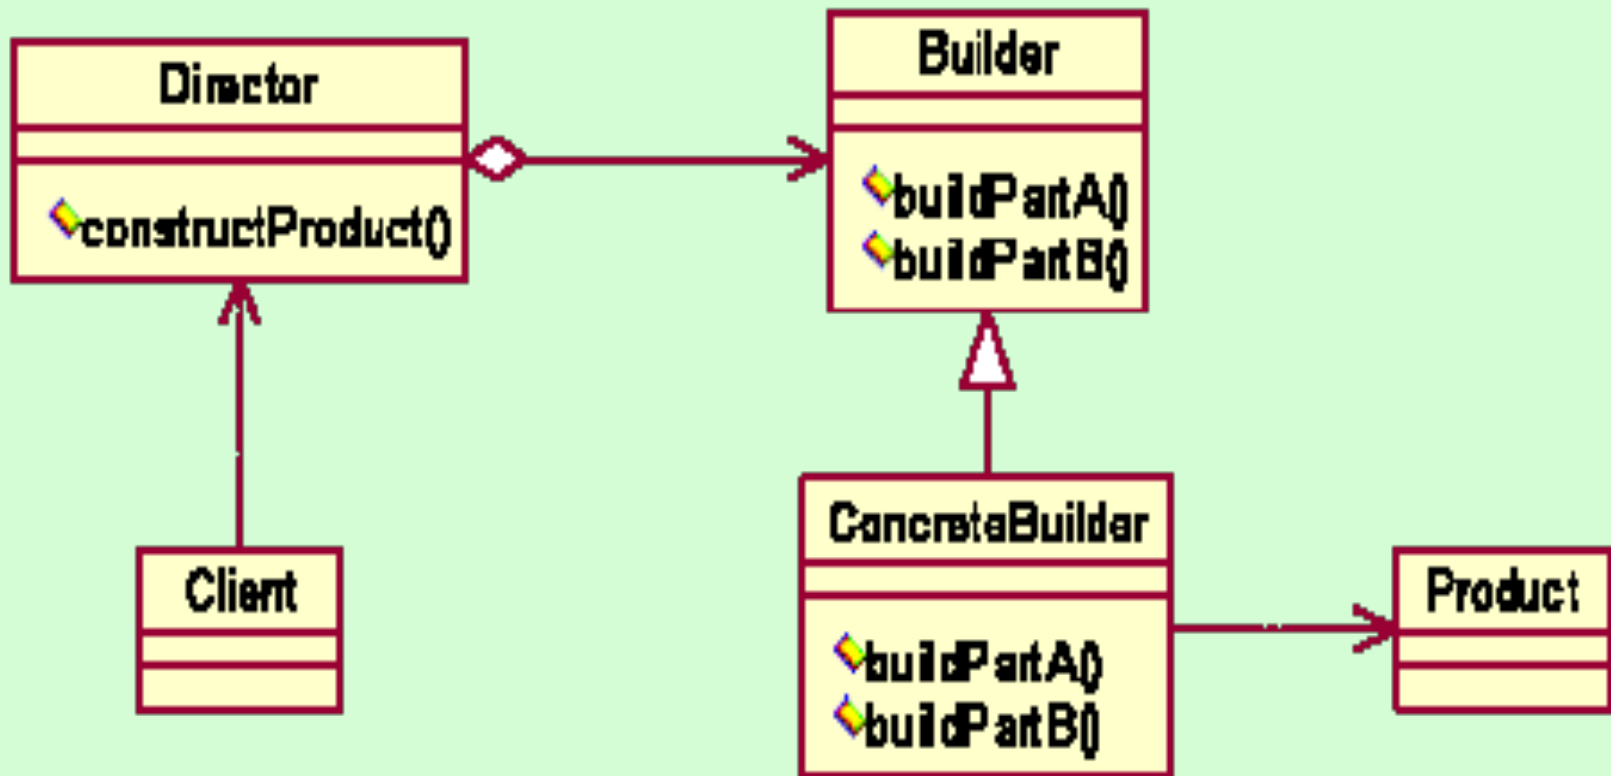 Director
constructProduct()
Builder
buildPartA()
buildPartB()
Client
ConcreteBuilder
buildPartA()
buildPartB()
Product